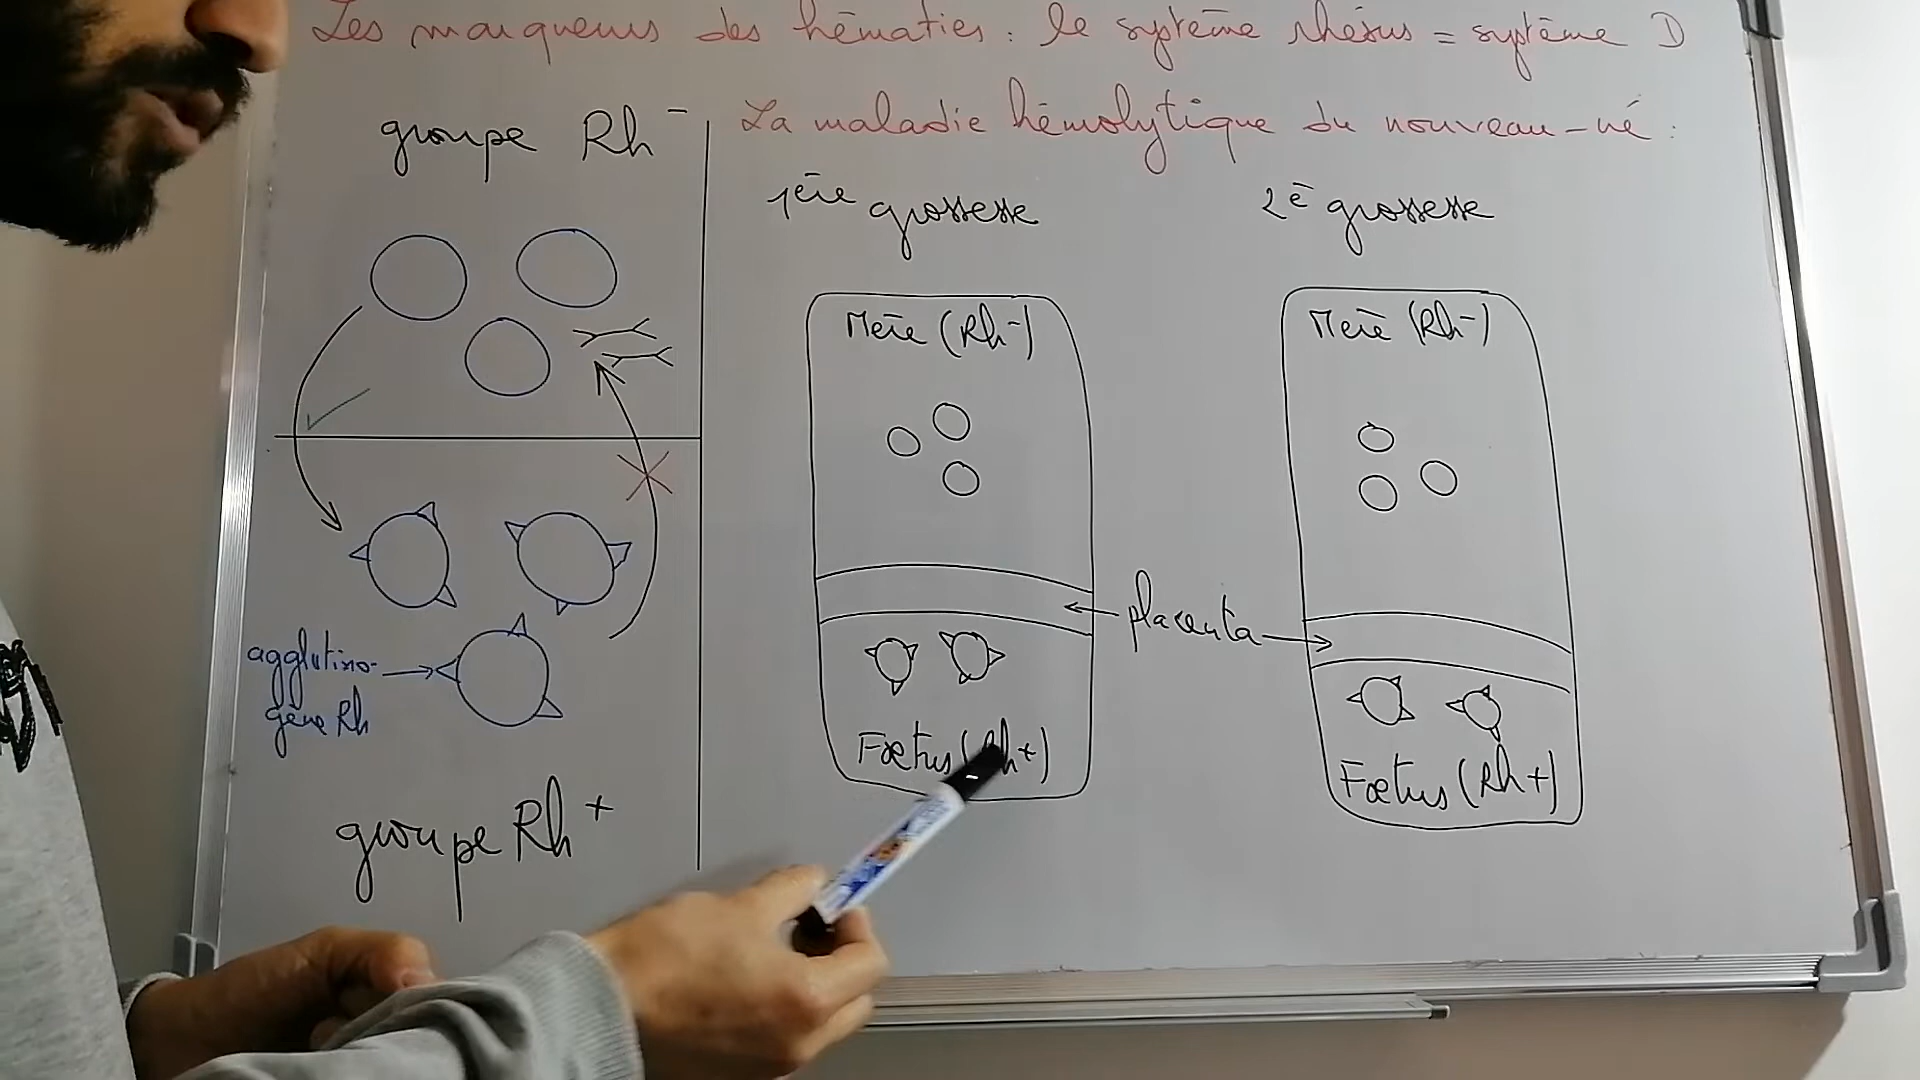 Les marqueurs des hématies : le système rhésus = système D
groupe Rh⁻
La maladie hémolytique du nouveau-né :
1ère grossesse
2è grossesse
Mère (Rh⁻)
Mère (Rh⁻)
placenta
agglutino-
gène Rh
Fœtus (Rh+)
Fœtus (Rh+)
groupe Rh⁺